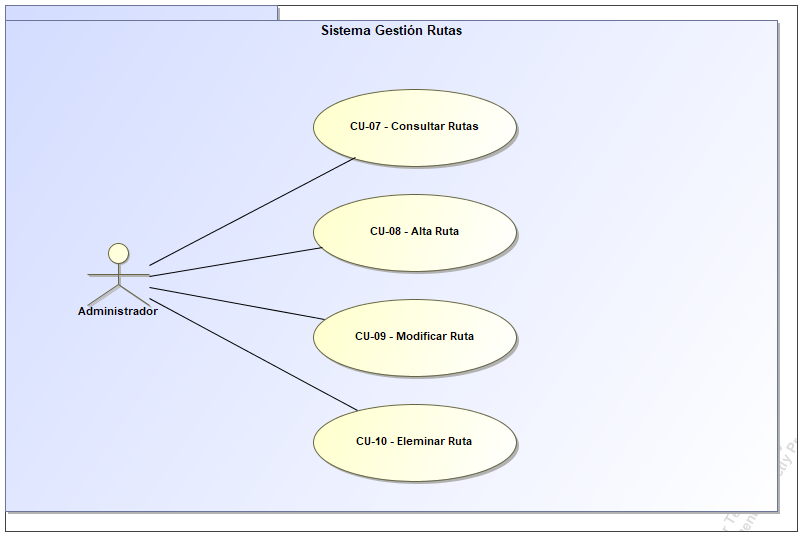 Sistema Gestión Rutas
CU-07 - Consultar Rutas
CU-08 - Alta Ruta
Administrador
CU-09 - Modificar Ruta
CU-10 - Eleminar Ruta